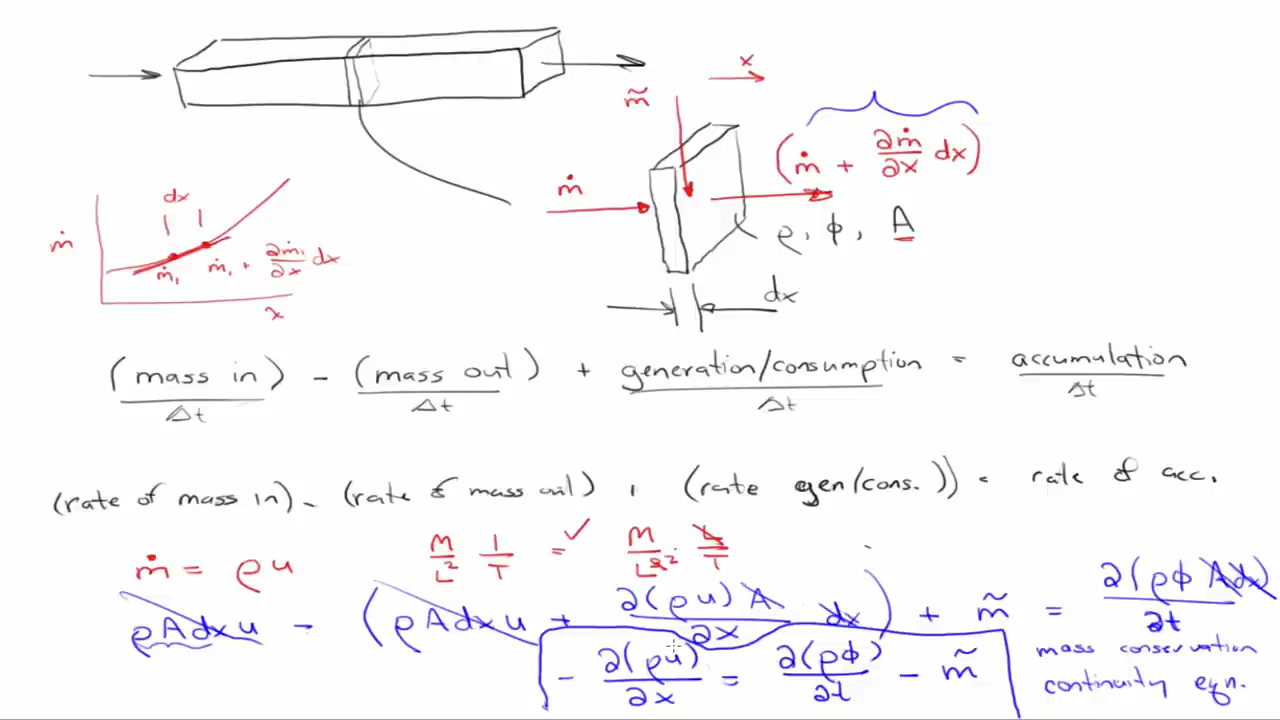 x
m̃
(ṁ + ∂ṁ/∂x dx)
ṁ
ρ, ϕ, A
dx
dx
ṁ
ṁ₁
ṁ₁ + ∂ṁ₁/∂x dx
x
(mass in)/Δt - (mass out)/Δt + generation/consumption/Δt = accumulation/Δt
(rate of mass in) - (rate of mass out) , (rate gen/cons.)) = rate of acc.
ṁ = ρu M/L² 1/T = ✓ M/L³² · L/T
ρAdxu - (ρAdxu + ∂(ρu)A/∂x dx) + m̃ = ∂(ρϕAdx)/∂t
- ∂(ρu)/∂x = ∂(ρϕ)/∂t - m̃
mass conservation
continuity eqn.